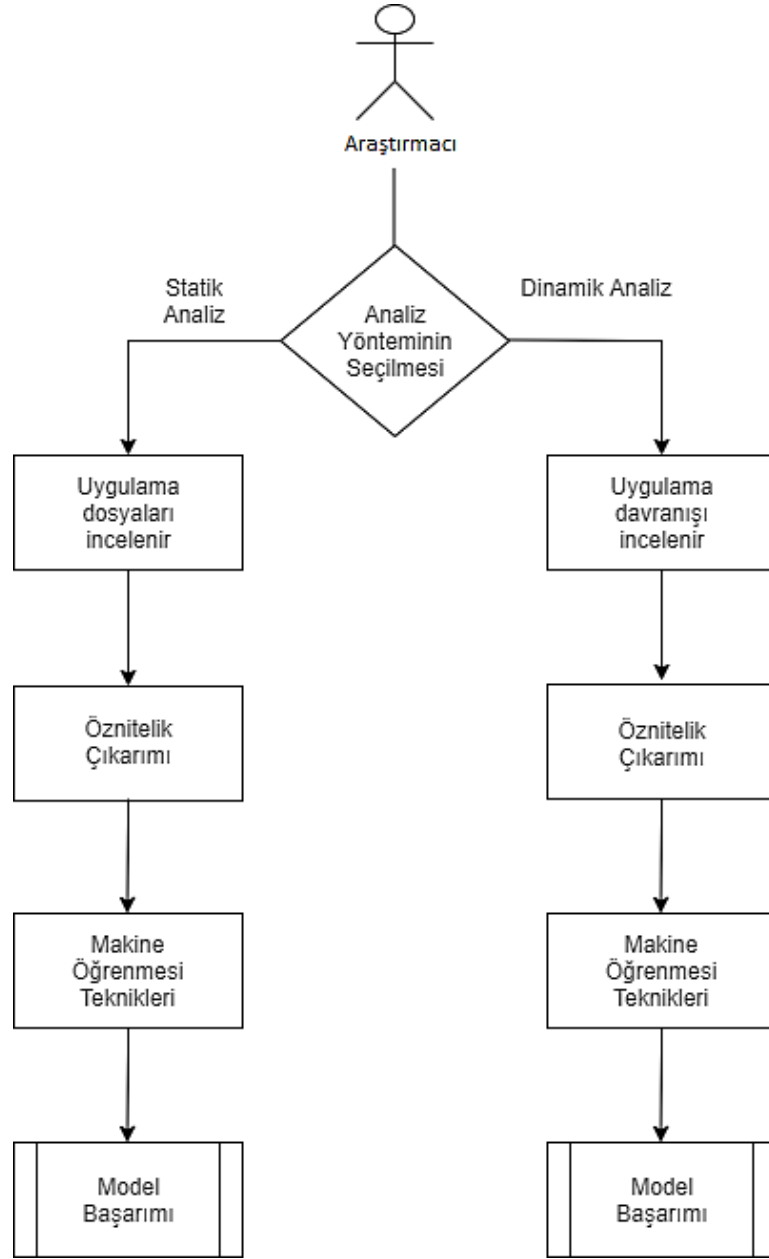 Araştırmacı
Statik
Analiz
Dinamik Analiz
Analiz
Yönteminin
Seçilmesi
Uygulama
dosyaları
incelenir
Uygulama
davranışı
incelenir
Öznitelik
Çıkarımı
Öznitelik
Çıkarımı
Makine
Öğrenmesi
Teknikleri
Makine
Öğrenmesi
Teknikleri
Model
Başarımı
Model
Başarımı